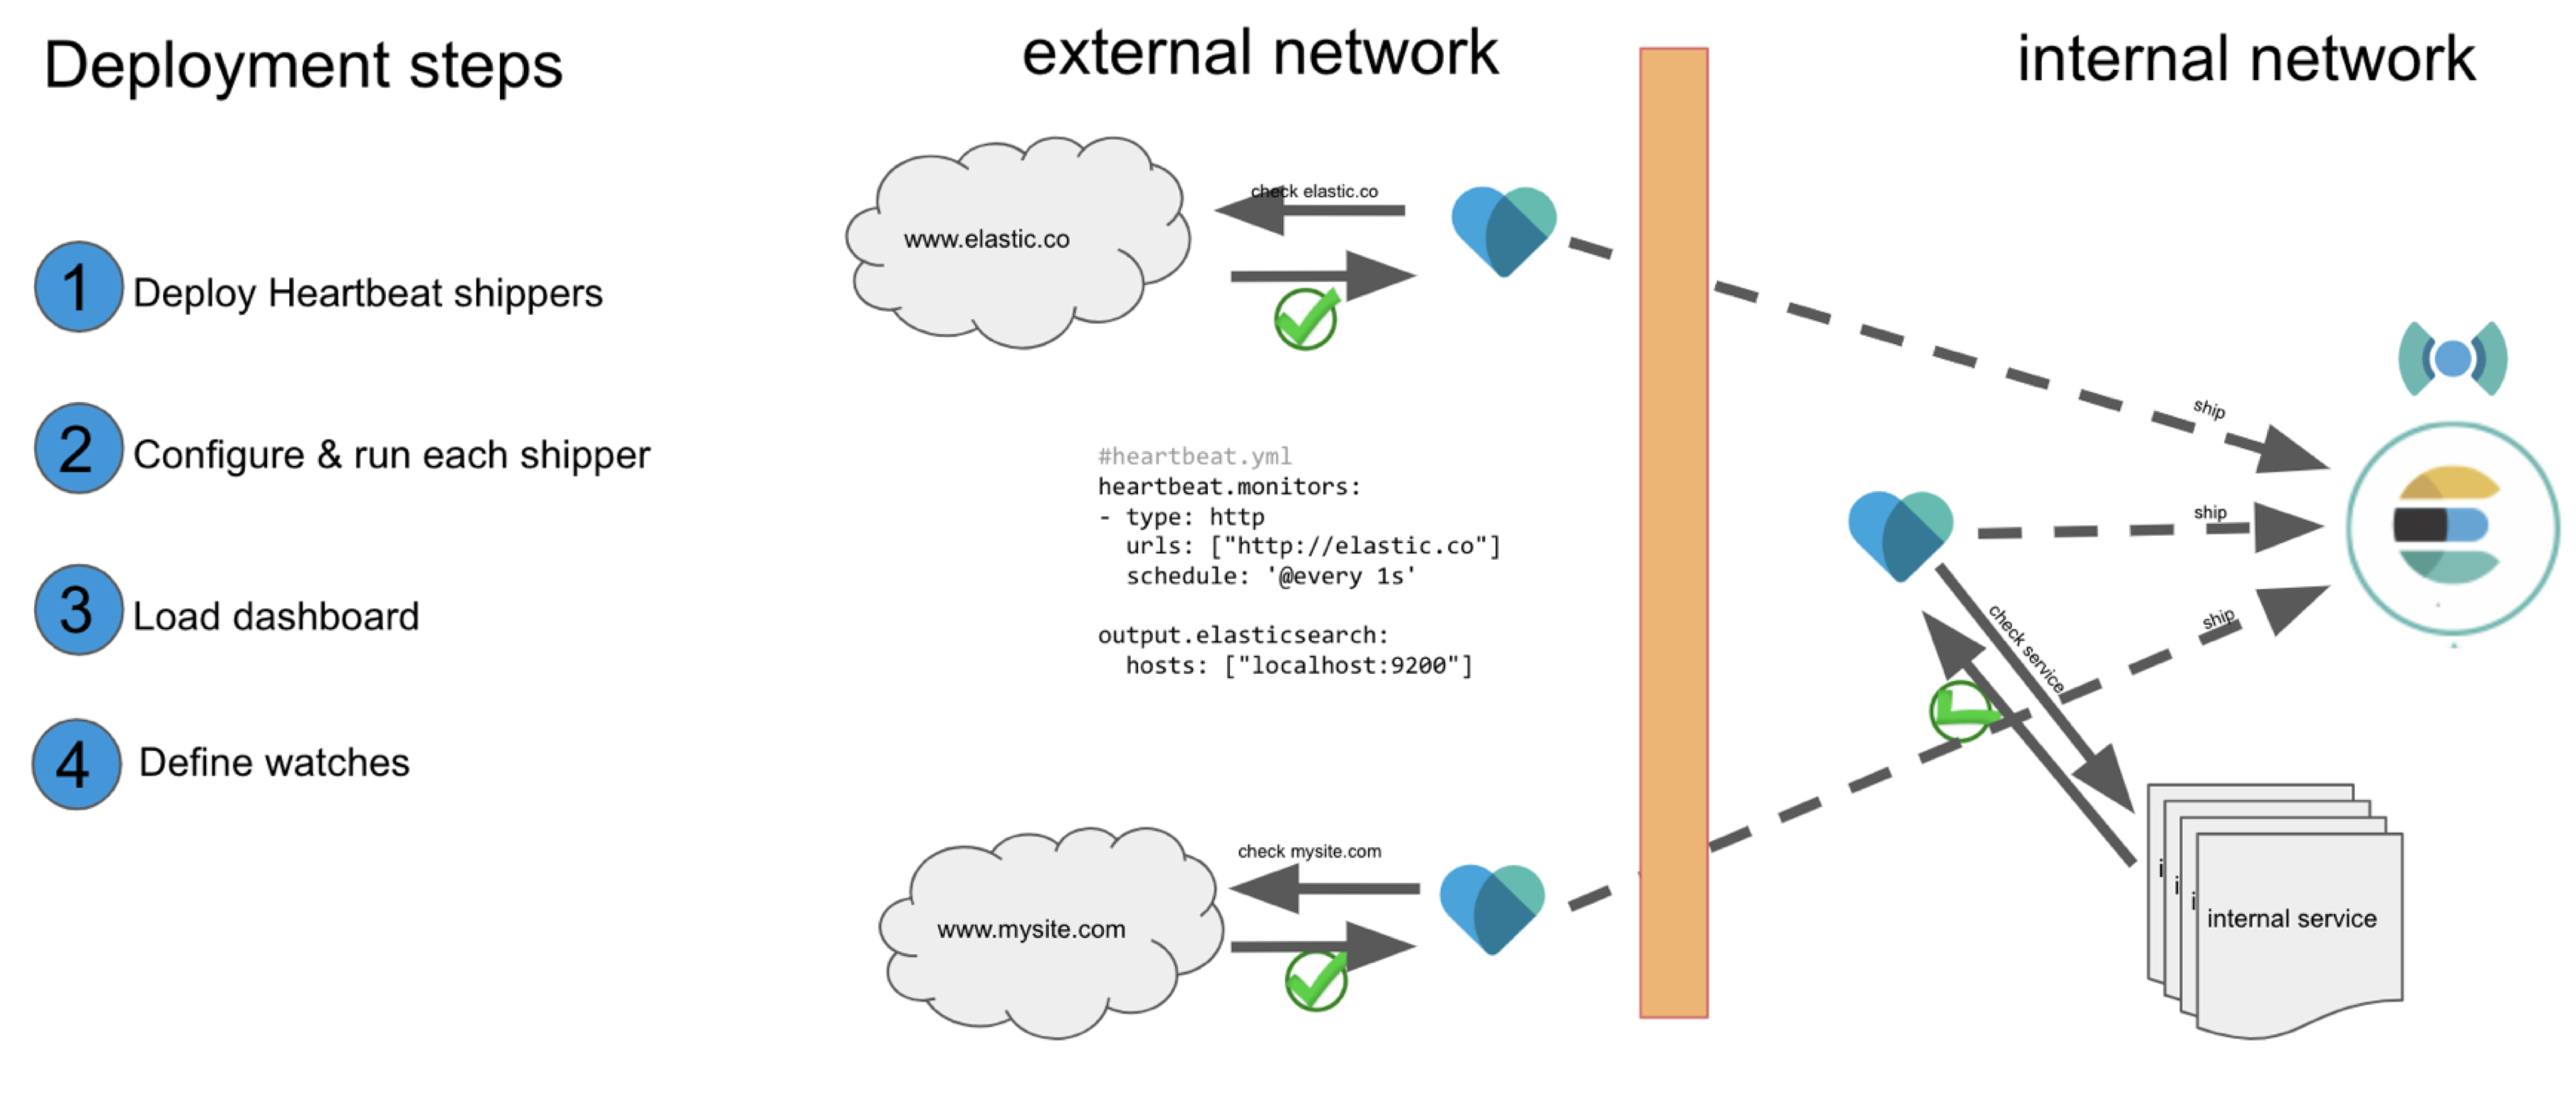 Deployment steps
1 Deploy Heartbeat shippers
2 Configure & run each shipper
3 Load dashboard
4 Define watches
external network
www.elastic.co
check elastic.co
#heartbeat.yml
heartbeat.monitors:
- type: http
  urls: ["http://elastic.co"]
  schedule: '@every 1s'
output.elasticsearch:
  hosts: ["localhost:9200"]
www.mysite.com
check mysite.com
internal network
ship
ship
ship
check service
i
i
i
internal service